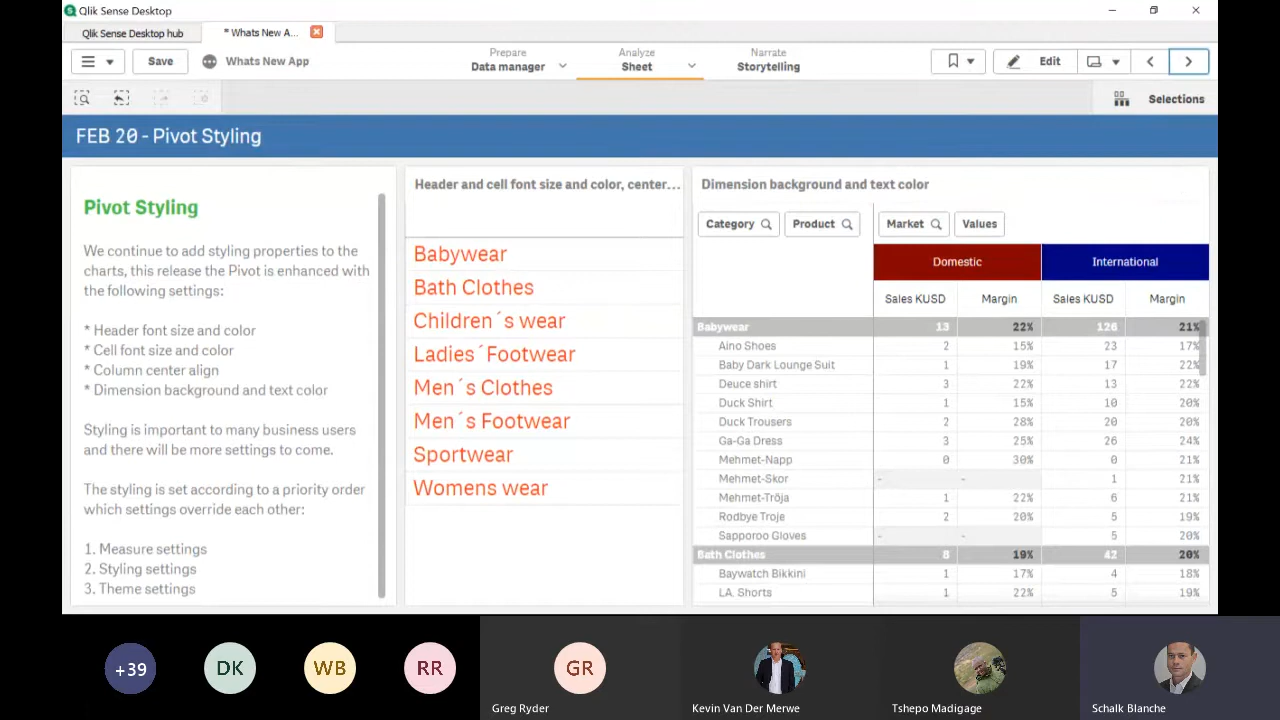 Qlik Sense Desktop
Qlik Sense Desktop hub
* Whats New A...
Save
Whats New App
Prepare
Data manager
Analyze
Sheet
Narrate
Storytelling
Edit
Selections
FEB 20 - Pivot Styling
Pivot Styling
We continue to add styling properties to the
charts, this release the Pivot is enhanced with
the following settings:
* Header font size and color
* Cell font size and color
* Column center align
* Dimension background and text color
Styling is important to many business users
and there will be more settings to come.
The styling is set according to a priority order
which settings override each other:
1. Measure settings
2. Styling settings
3. Theme settings
Header and cell font size and color, center...
Babywear
Bath Clothes
Children´s wear
Ladies´Footwear
Men´s Clothes
Men´s Footwear
Sportwear
Womens wear
Dimension background and text color
Category Product Market Values
Domestic International
Sales KUSD Margin Sales KUSD Margin
Babywear 13 22% 126 21%
Aino Shoes 2 15% 23 17%
Baby Dark Lounge Suit 1 19% 17 22%
Deuce shirt 3 22% 13 22%
Duck Shirt 1 15% 10 20%
Duck Trousers 2 28% 20 20%
Ga-Ga Dress 3 25% 26 24%
Mehmet-Napp 0 30% 0 21%
Mehmet-Skor - - 1 21%
Mehmet-Tröja 1 22% 6 21%
Rodbye Troje 2 20% 5 19%
Sapporoo Gloves - - 5 20%
Bath Clothes 8 19% 42 20%
Baywatch Bikkini 1 17% 4 18%
LA. Shorts 1 22% 5 19%
+39
DK
WB
RR
GR
Greg Ryder
Kevin Van Der Merwe
Tshepo Madigage
Schalk Blanche